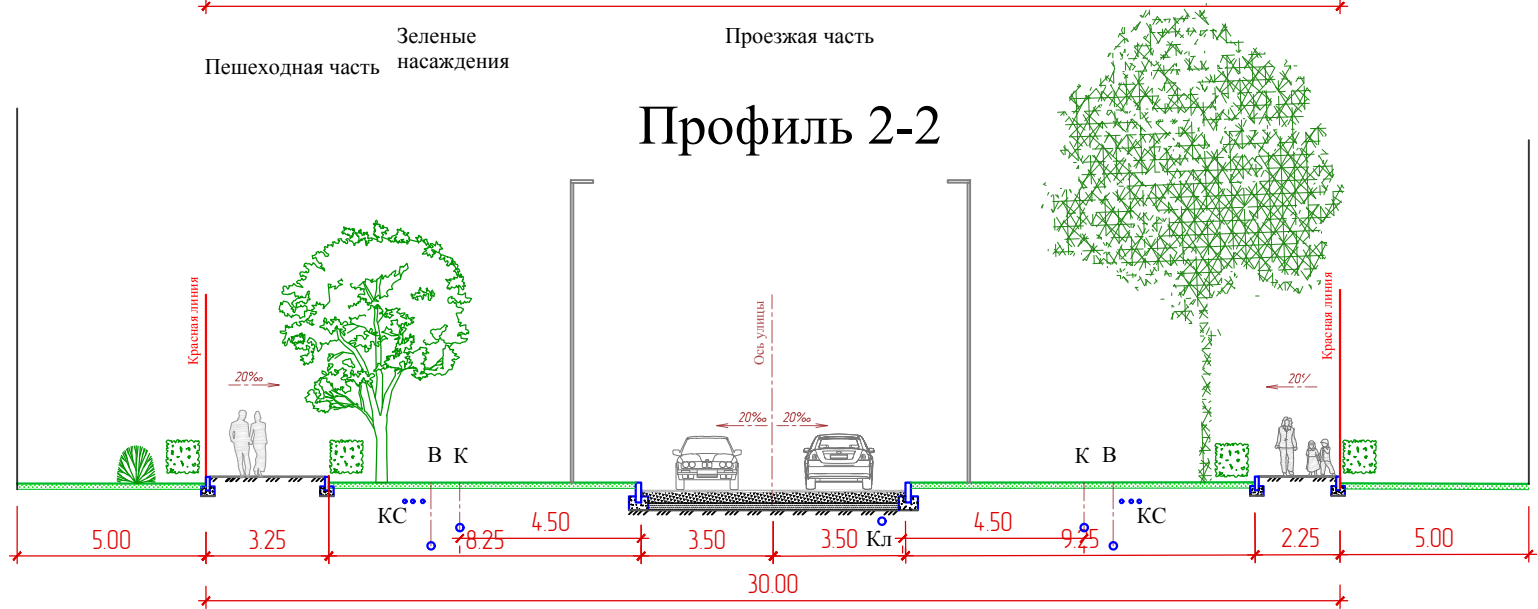 Зеленые
насаждения
Проезжая часть
Пешеходная часть
Профиль 2-2
Красная линия
Ось улицы
Красная линия
20‰
20‰
20‰
20%
В К
К В
КС
КС
Кл
5.00
3.25
8.25
4.50
3.50
3.50
4.50
9.25
2.25
5.00
30.00